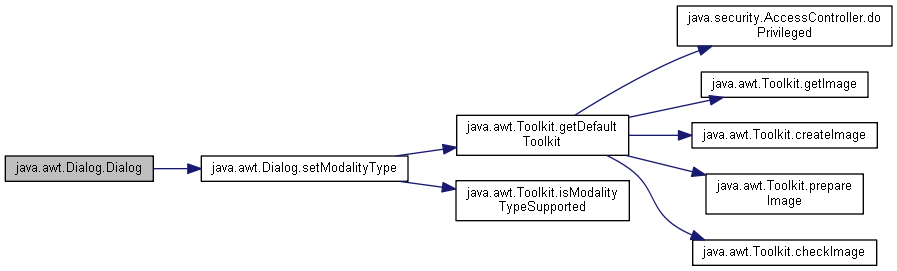 java.awt.Dialog.Dialog
java.awt.Dialog.setModalityType
java.awt.Toolkit.getDefault
Toolkit
java.awt.Toolkit.isModality
TypeSupported
java.security.AccessController.do
Privileged
java.awt.Toolkit.getImage
java.awt.Toolkit.createImage
java.awt.Toolkit.prepare
Image
java.awt.Toolkit.checkImage